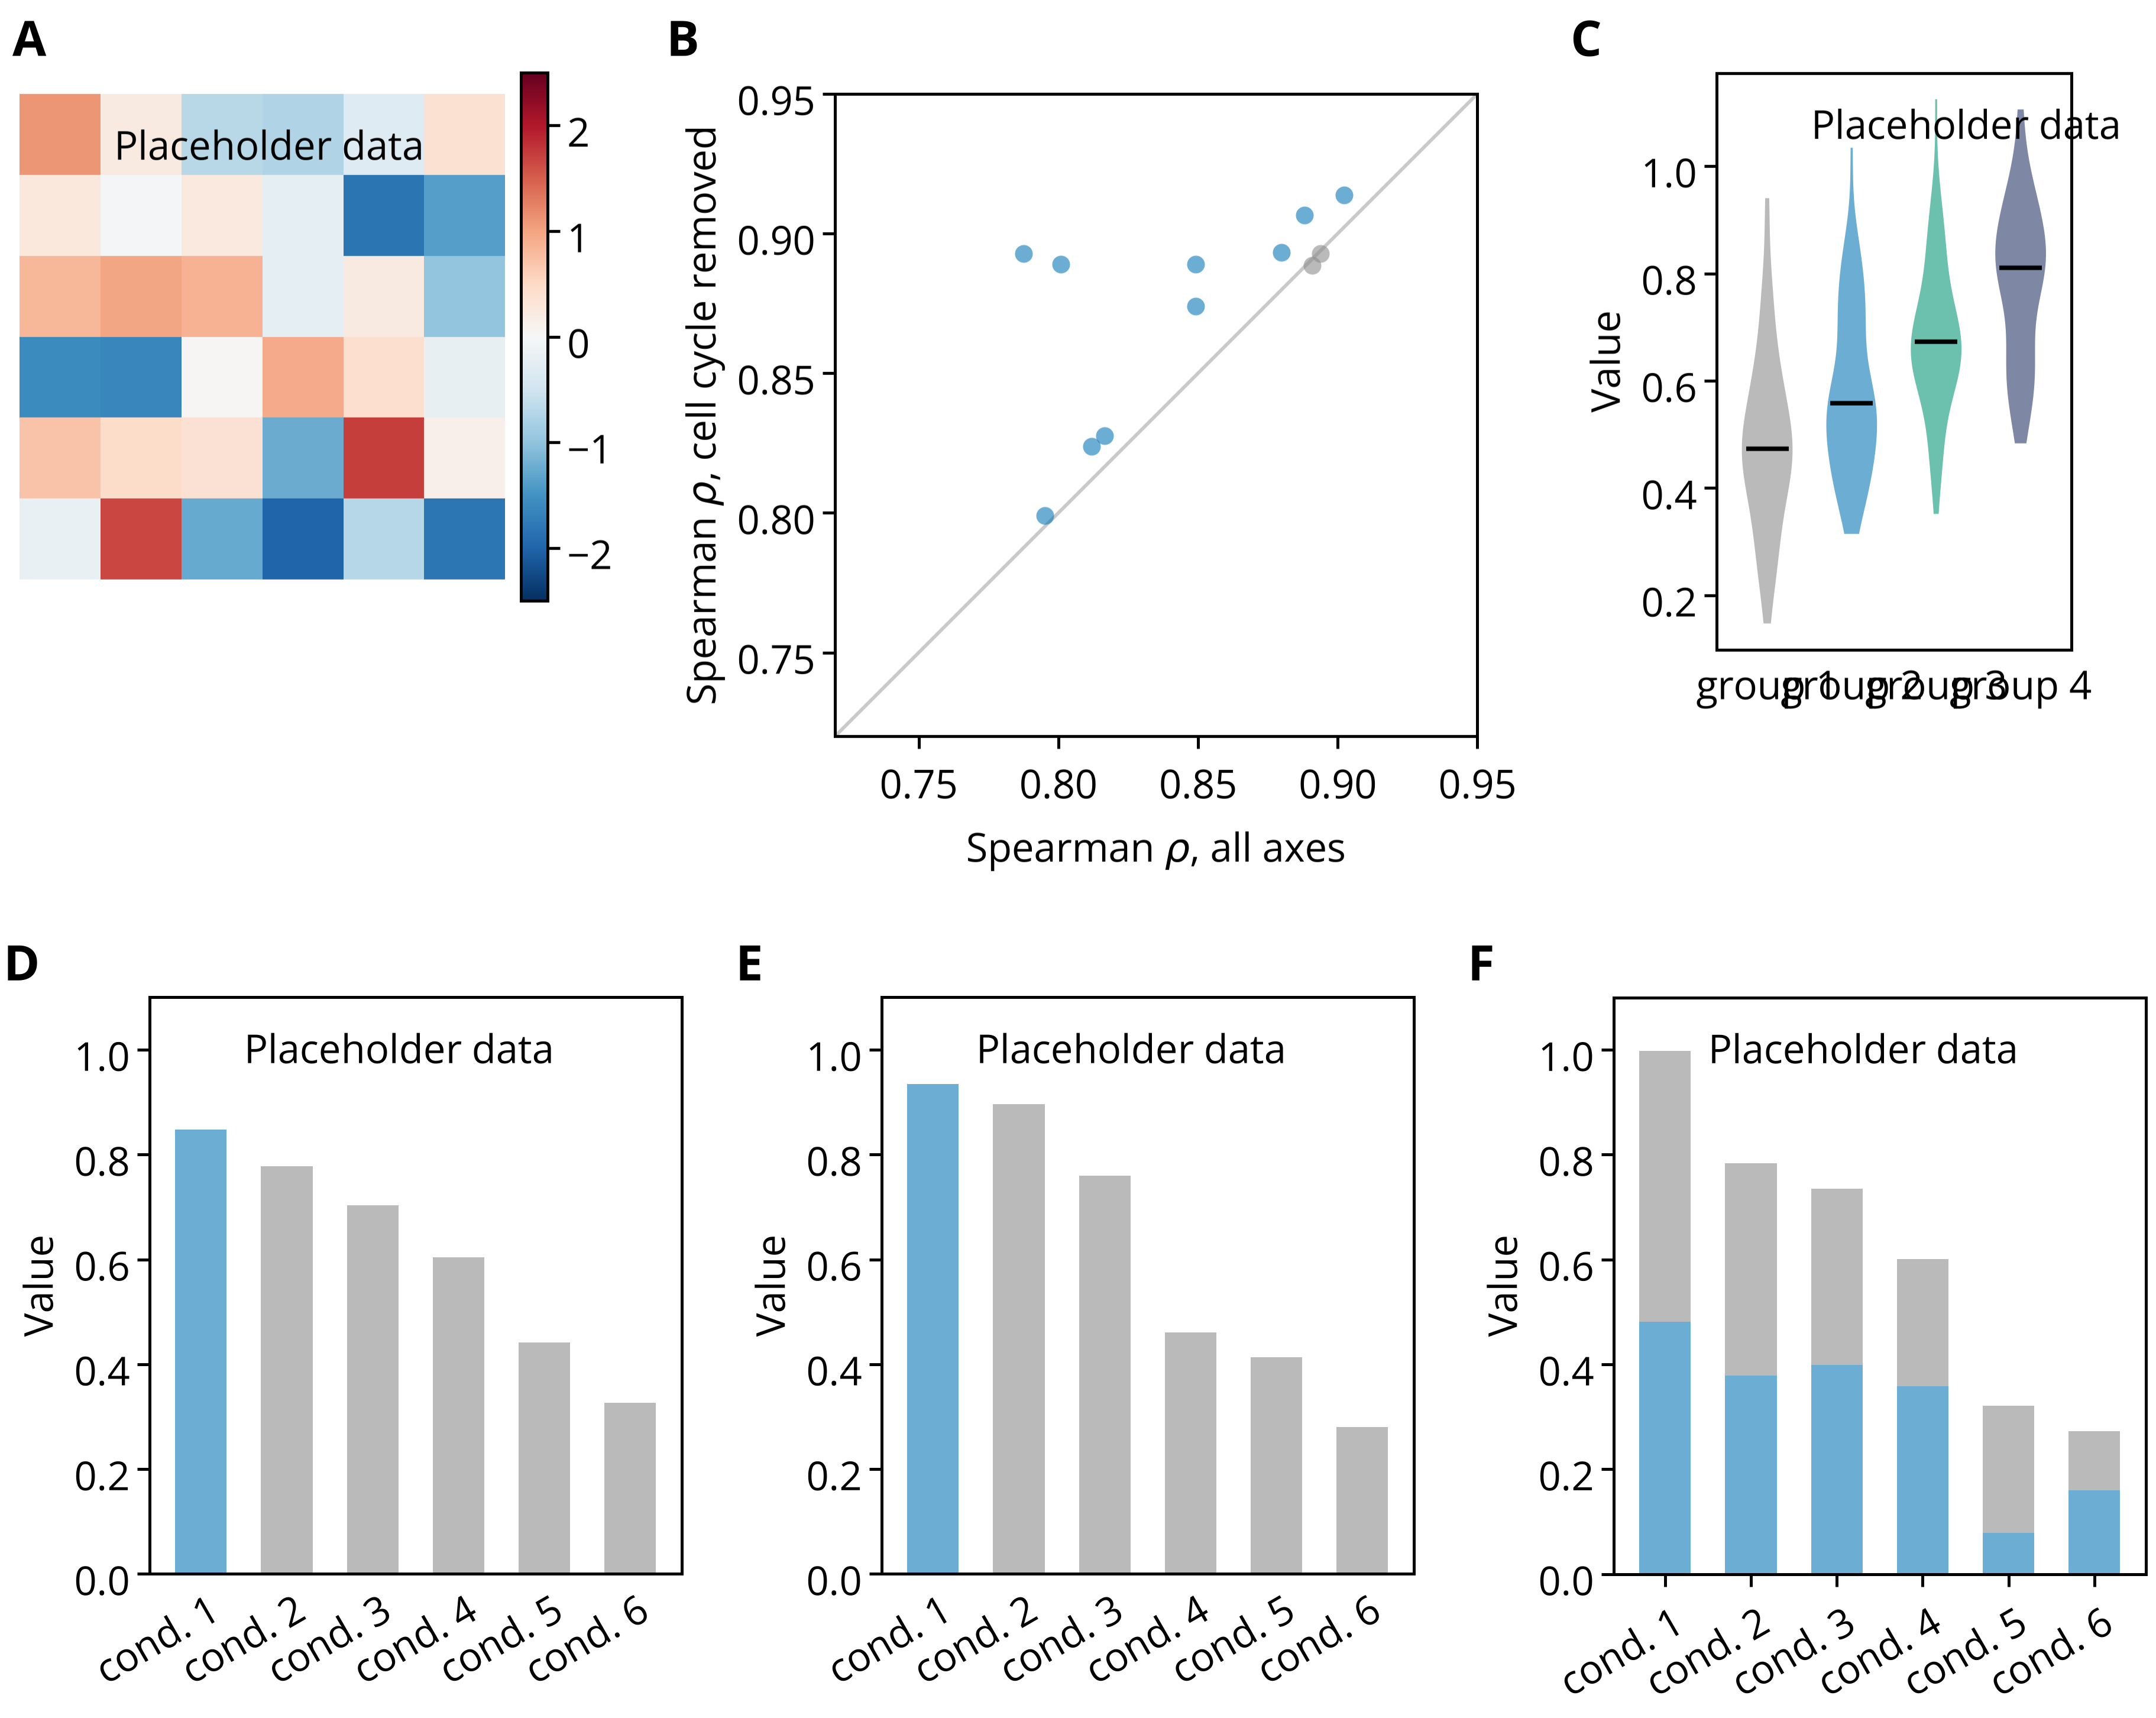 A
Placeholder data
2
1
0
−1
−2
B
Spearman ρ, cell cycle removed
0.95
0.90
0.85
0.80
0.75
0.75 0.80 0.85 0.90 0.95
Spearman ρ, all axes
C
Placeholder data
Value
1.0
0.8
0.6
0.4
0.2
group 1 group 2 group 3 group 4
D
Placeholder data
Value
1.0
0.8
0.6
0.4
0.2
0.0
cond. 1 cond. 2 cond. 3 cond. 4 cond. 5 cond. 6
E
Placeholder data
Value
1.0
0.8
0.6
0.4
0.2
0.0
cond. 1 cond. 2 cond. 3 cond. 4 cond. 5 cond. 6
F
Placeholder data
Value
1.0
0.8
0.6
0.4
0.2
0.0
cond. 1 cond. 2 cond. 3 cond. 4 cond. 5 cond. 6